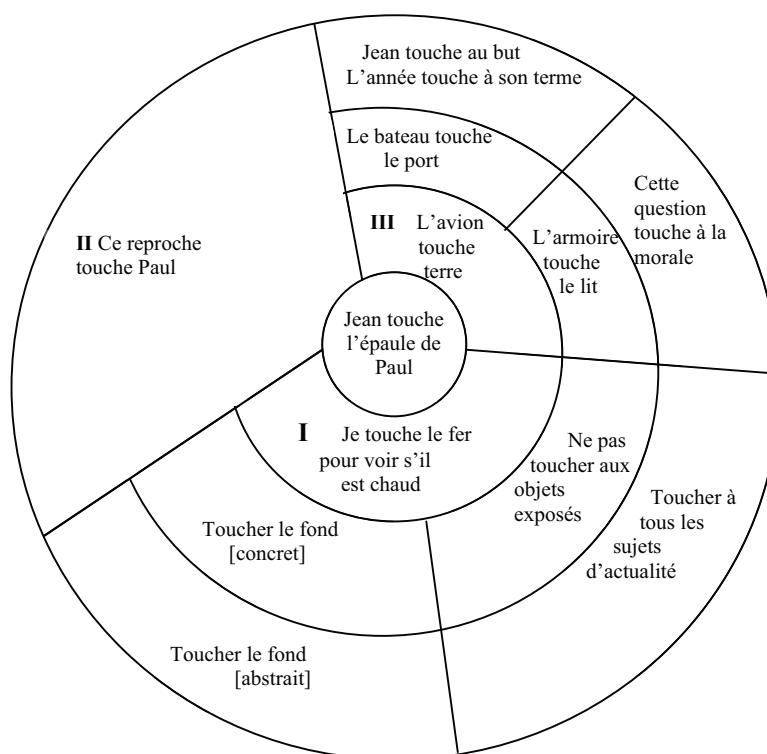 Jean touche au but
L’année touche à son terme
Le bateau touche
le port
Cette
question
touche à la
morale
III L’avion
touche
terre
L’armoire
touche
le lit
II Ce reproche
touche Paul
Jean touche
l’épaule de
Paul
I Je touche le fer
pour voir s’il
est chaud
Ne pas
toucher aux
objets
exposés
Toucher à
tous les
sujets
d’actualité
Toucher le fond
[concret]
Toucher le fond
[abstrait]